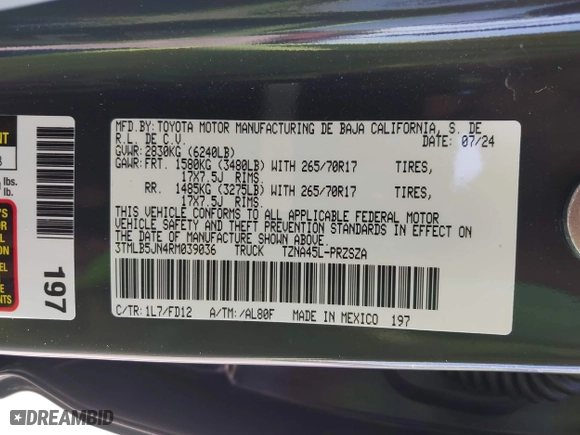 MFD.BY: TOYOTA MOTOR MANUFACTURING DE BAJA CALIFORNIA, S. DE
R.L. DE C.V. DATE: 07/24
GVWR: 2830KG (6240LB)
GAWR: FRT. 1580KG (3480LB) WITH 265/70R17 TIRES,
17X7.5J RIMS.
RR. 1485KG (3275LB) WITH 265/70R17 TIRES,
17X7.5J RIMS.
THIS VEHICLE CONFORMS TO ALL APPLICABLE FEDERAL MOTOR
VEHICLE SAFETY AND THEFT PREVENTION STANDARDS IN EFFECT ON
THE DATE OF MANUFACTURE SHOWN ABOVE.
3TMLB5JN4RM039036 TRUCK TZNA45L-PRZSZA
C/TR: 1L7/FD12 A/TM: /AL80F MADE IN MEXICO 197
lbs.
Lbs.
197
DREAMBID